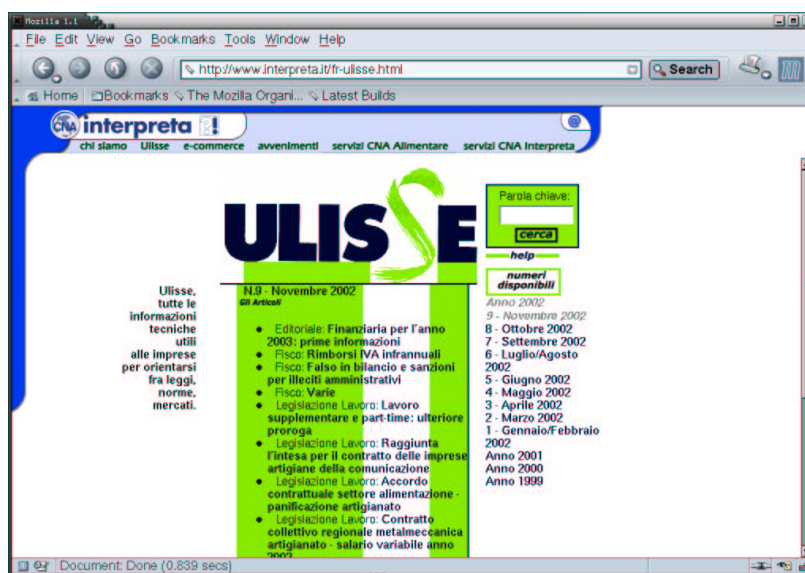 Mozilla 1.1
File Edit View Go Bookmarks Tools Window Help
http://www.interpreta.it/fr-ulisse.html
Search
Home Bookmarks The Mozilla Organi... Latest Builds
CNA interpreta !
@
chi siamo Ulisse e-commerce avvenimenti servizi CNA Alimentare servizi CNA Interpreta
ULISSE
Parola chiave:
cerca
help
numeri
disponibili
Ulisse,
tutte le
informazioni
tecniche
utili
alle imprese
per orientarsi
fra leggi,
norme,
mercati.
N.9 - Novembre 2002
Gli Articoli
● Editoriale: Finanziaria per l'anno
2003: prime informazioni
● Fisco: Rimborsi IVA infrannuali
● Fisco: Falso in bilancio e sanzioni
per illeciti amministrativi
● Fisco: Varie
● Legislazione Lavoro: Lavoro
supplementare e part-time: ulteriore
proroga
● Legislazione Lavoro: Raggiunta
l'intesa per il contratto delle imprese
artigiane della comunicazione
● Legislazione Lavoro: Accordo
contrattuale settore alimentazione -
panificazione artigianato
● Legislazione Lavoro: Contratto
collettivo regionale metalmeccanica
artigianato - salario variabile anno
2002
Anno 2002
9 - Novembre 2002
8 - Ottobre 2002
7 - Settembre 2002
6 - Luglio/Agosto
2002
5 - Giugno 2002
4 - Maggio 2002
3 - Aprile 2002
2 - Marzo 2002
1 - Gennaio/Febbraio
2002
Anno 2001
Anno 2000
Anno 1999
Document: Done (0.839 secs)